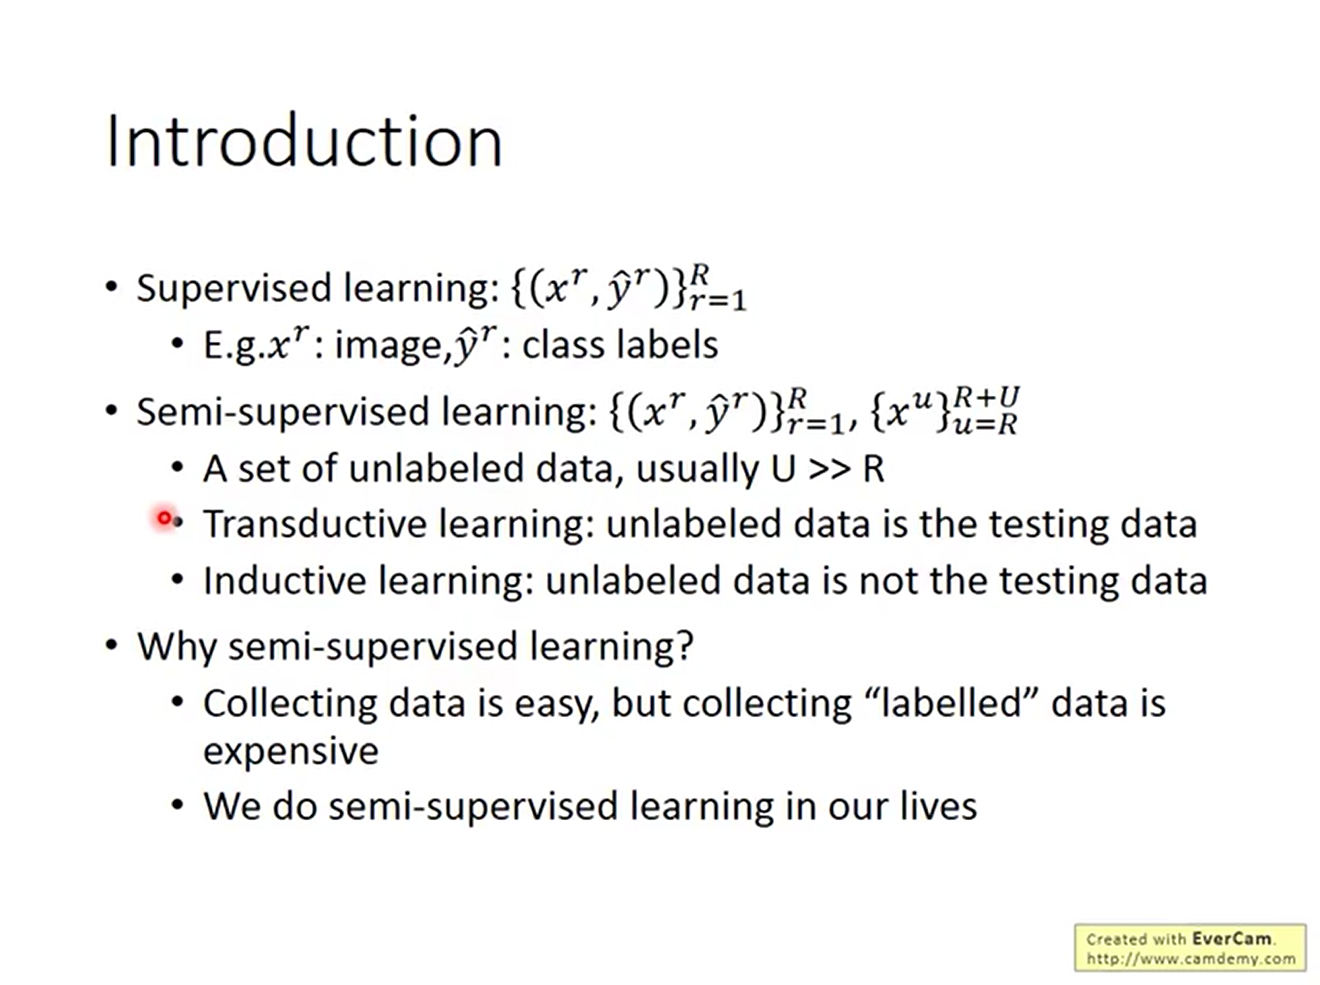 Introduction
• Supervised learning: {(x^r, ŷ^r)}_{r=1}^R
• E.g.x^r: image,ŷ^r: class labels
• Semi-supervised learning: {(x^r, ŷ^r)}_{r=1}^R, {x^u}_{u=R}^{R+U}
• A set of unlabeled data, usually U >> R
• Transductive learning: unlabeled data is the testing data
• Inductive learning: unlabeled data is not the testing data
• Why semi-supervised learning?
• Collecting data is easy, but collecting “labelled” data is
expensive
• We do semi-supervised learning in our lives
Created with EverCam.
http://www.camdemy.com